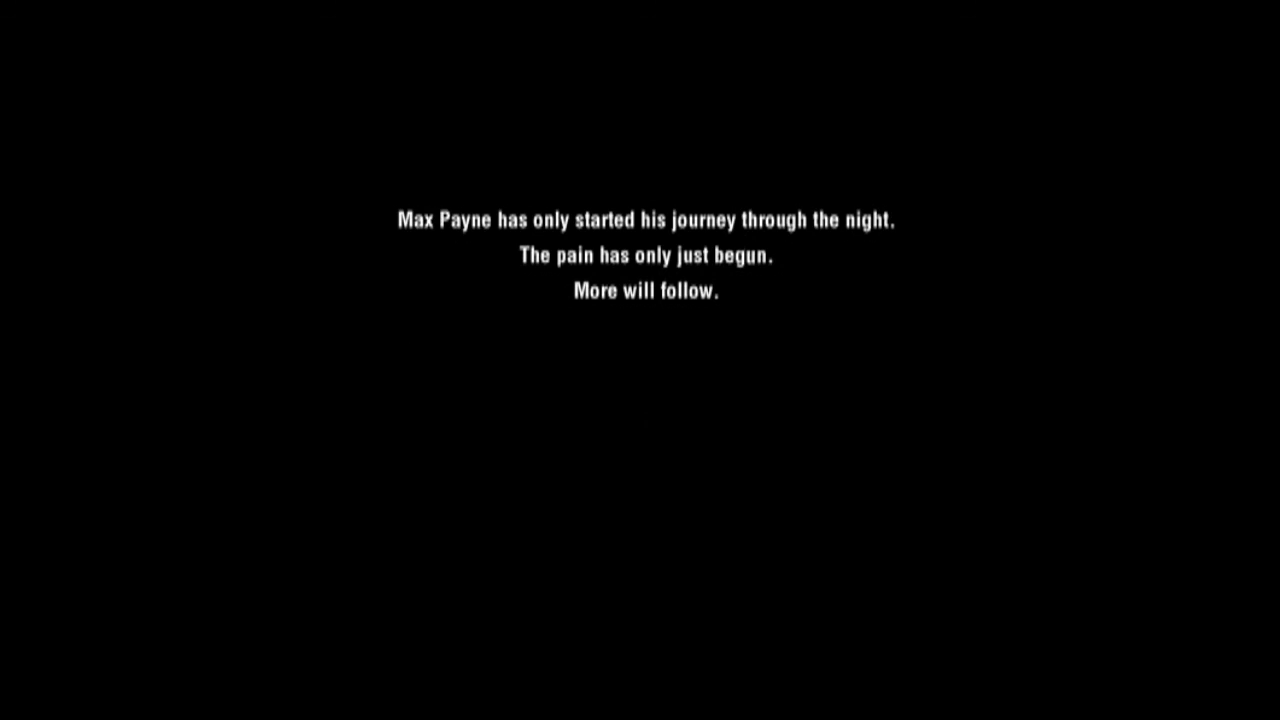 Max Payne has only started his journey through the night.
The pain has only just begun.
More will follow.